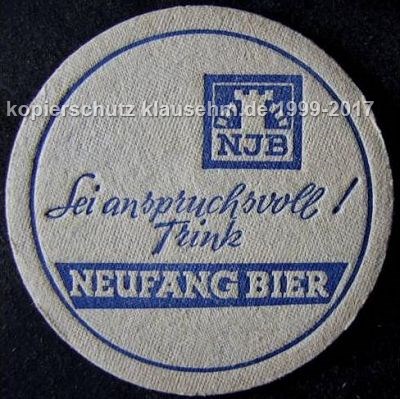 kopierschutz klausehm.de 1999-2017
NJB
Sei anspruchsvoll!
Trink
NEUFANG BIER